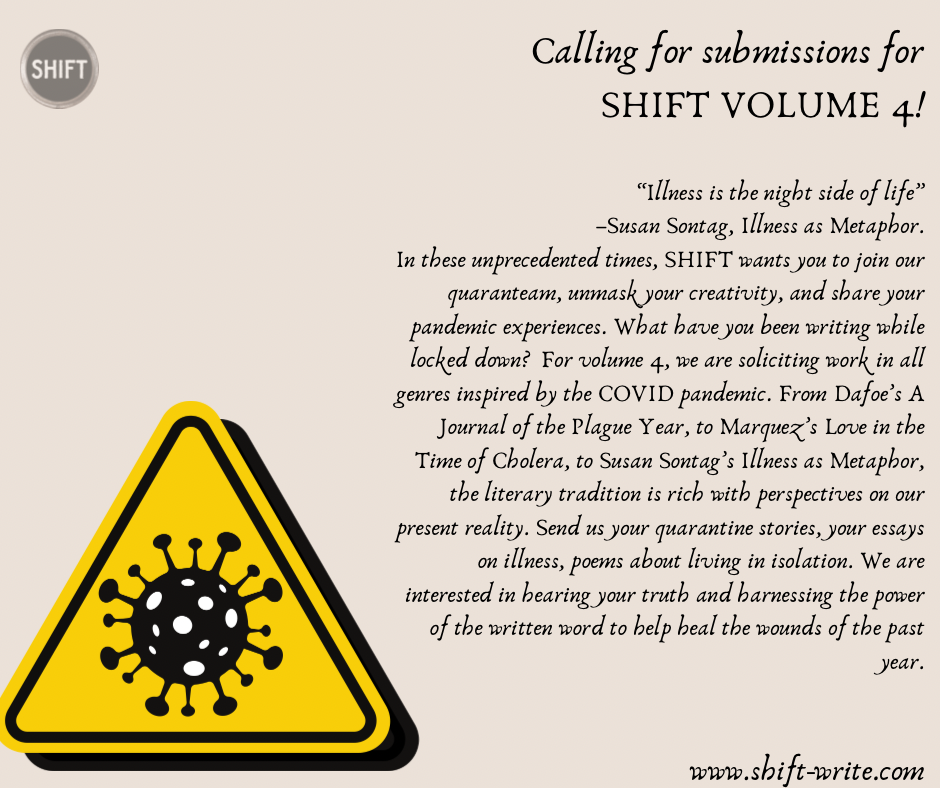 SHIFT
Calling for submissions for
SHIFT VOLUME 4!
“Illness is the night side of life”
–Susan Sontag, Illness as Metaphor.
In these unprecedented times, SHIFT wants you to join our
quaranteam, unmask your creativity, and share your
pandemic experiences. What have you been writing while
locked down?  For volume 4, we are soliciting work in all
genres inspired by the COVID pandemic. From Dafoe’s A
Journal of the Plague Year, to Marquez’s Love in the
Time of Cholera, to Susan Sontag’s Illness as Metaphor,
the literary tradition is rich with perspectives on our
present reality. Send us your quarantine stories, your essays
on illness, poems about living in isolation. We are
interested in hearing your truth and harnessing the power
of the written word to help heal the wounds of the past
year.
www.shift-write.com